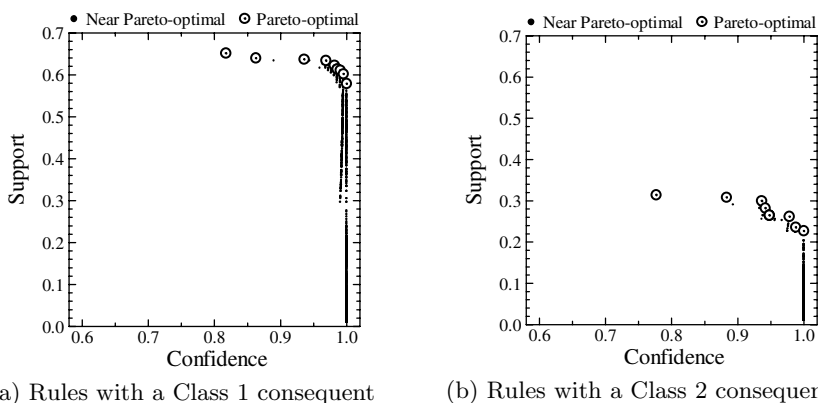 • Near Pareto-optimal ⊙ Pareto-optimal
0.7
0.6
0.5
0.4
0.3
0.2
0.1
0.0
Support
0.6 0.7 0.8 0.9 1.0
Confidence
a) Rules with a Class 1 consequent
• Near Pareto-optimal ⊙ Pareto-optimal
0.7
0.6
0.5
0.4
0.3
0.2
0.1
0.0
Support
0.6 0.7 0.8 0.9 1.0
Confidence
(b) Rules with a Class 2 consequen